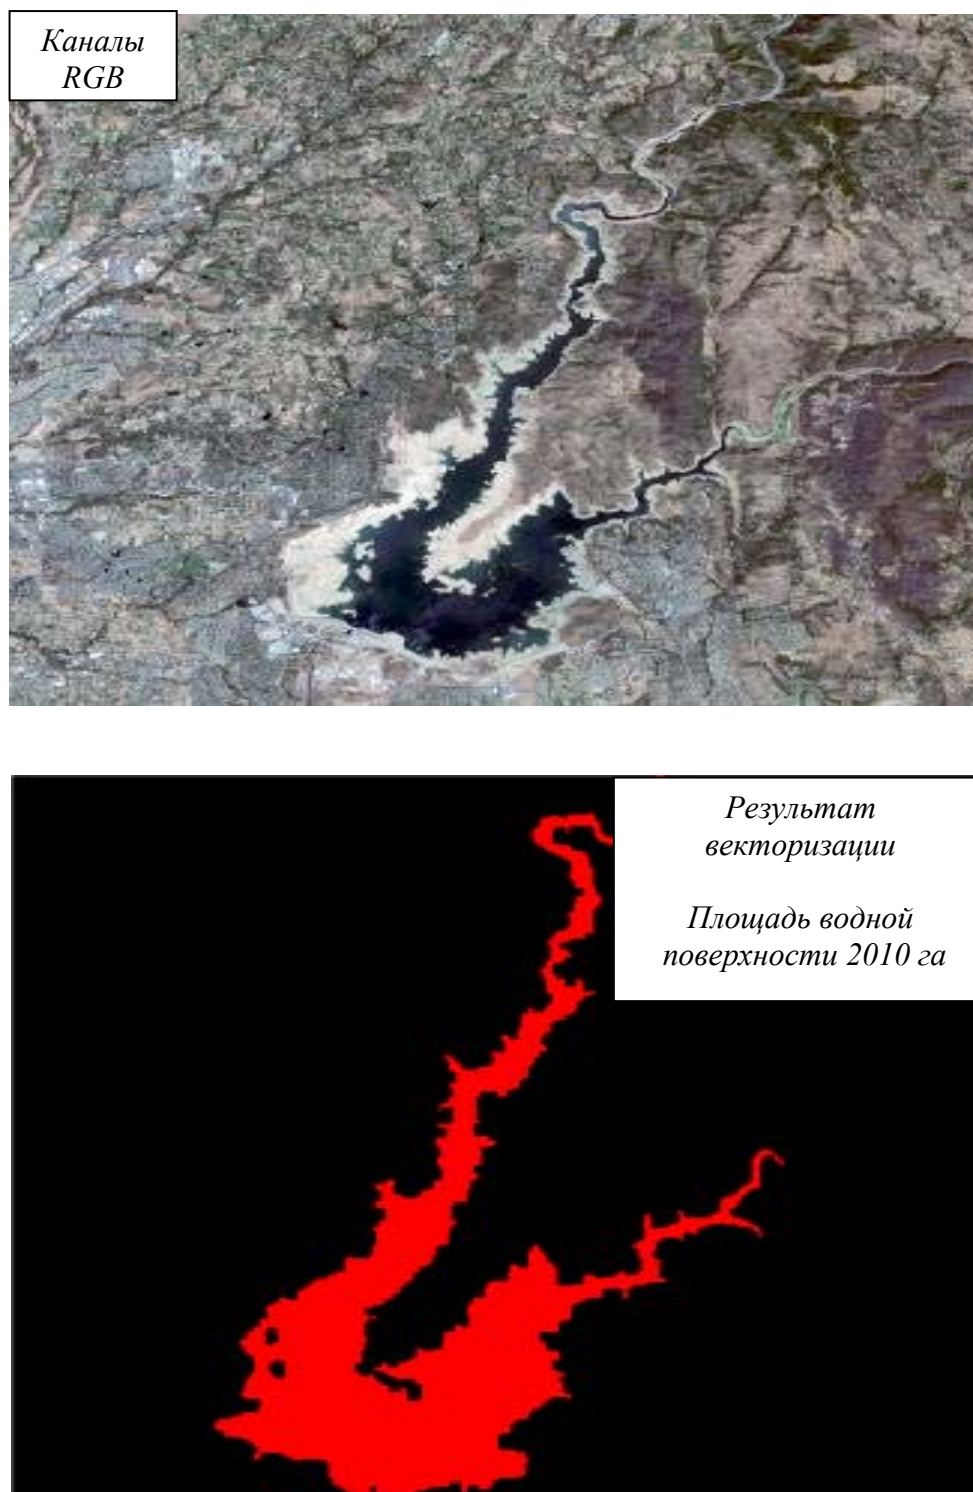 Каналы
RGB
Результат
векторизации
Площадь водной
поверхности 2010 га